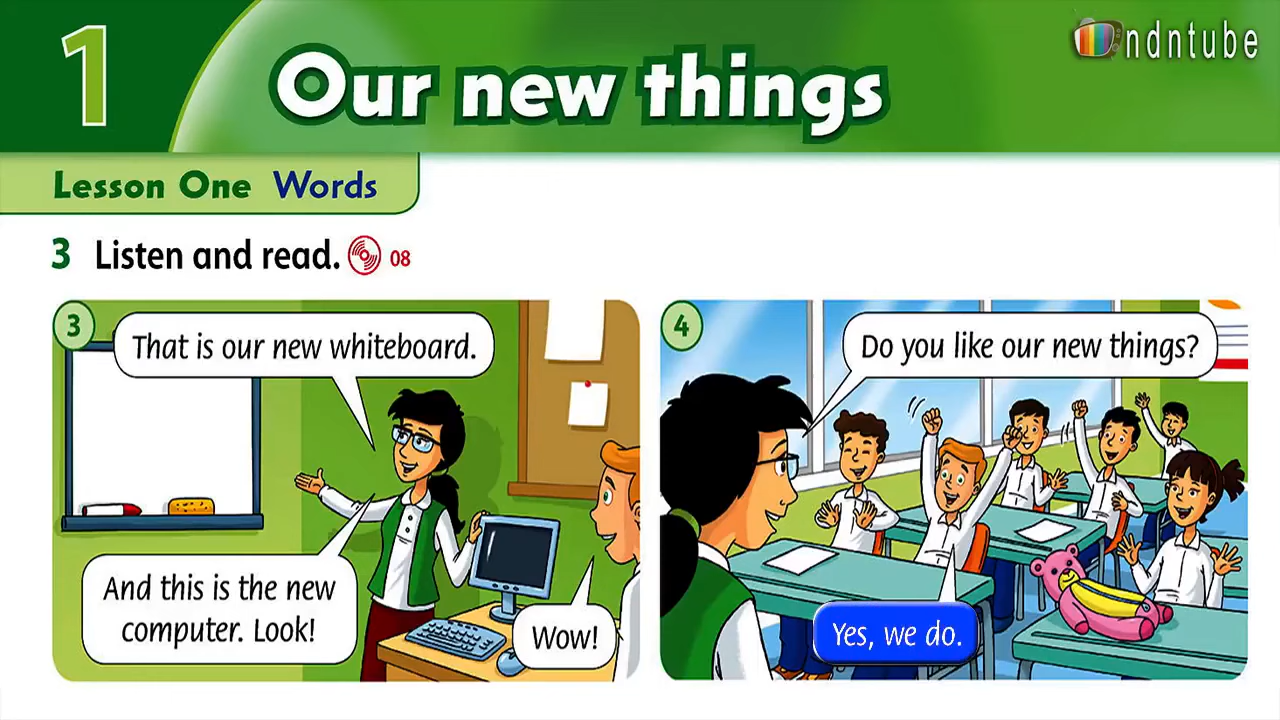 1
Our new things
ndntube
Lesson One Words
3 Listen and read. 08
3
That is our new whiteboard.
And this is the new
computer. Look!
Wow!
4
Do you like our new things?
Yes, we do.